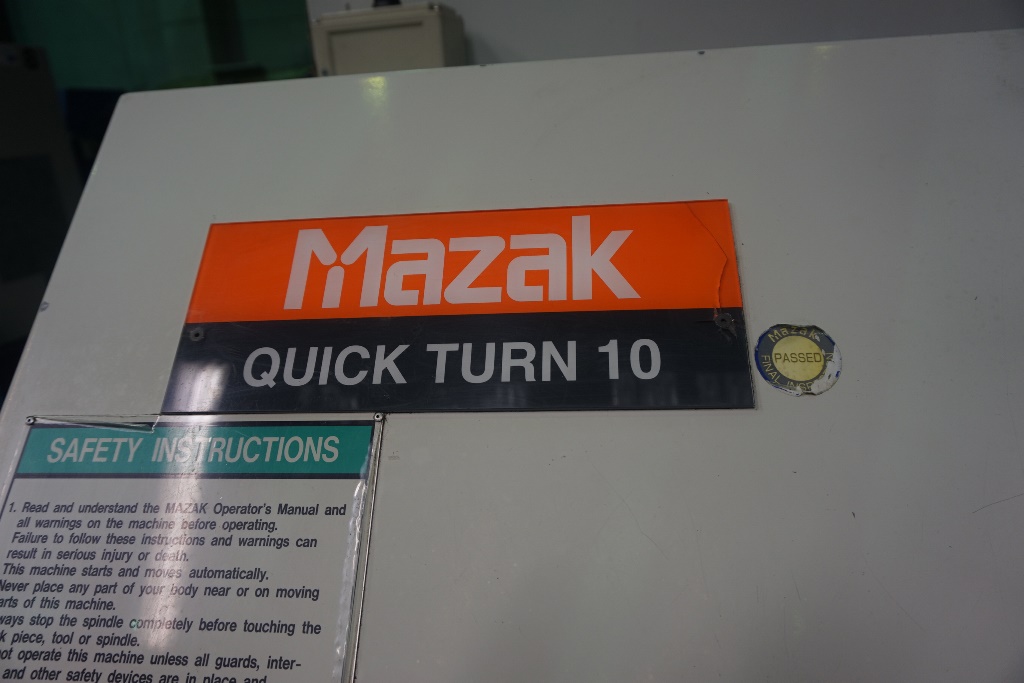 Mazak
QUICK TURN 10
Mazak
PASSED
FINAL
SAFETY INSTRUCTIONS
1. Read and understand the MAZAK Operator's Manual and
all warnings on the machine before operating.
Failure to follow these instructions and warnings can
result in serious injury or death.
This machine starts and moves automatically.
Never place any part of your body near or on moving
arts of this machine.
ways stop the spindle completely before touching the
k piece, tool or spindle.
ot operate this machine unless all guards, inter-
and other safety devices are in place and